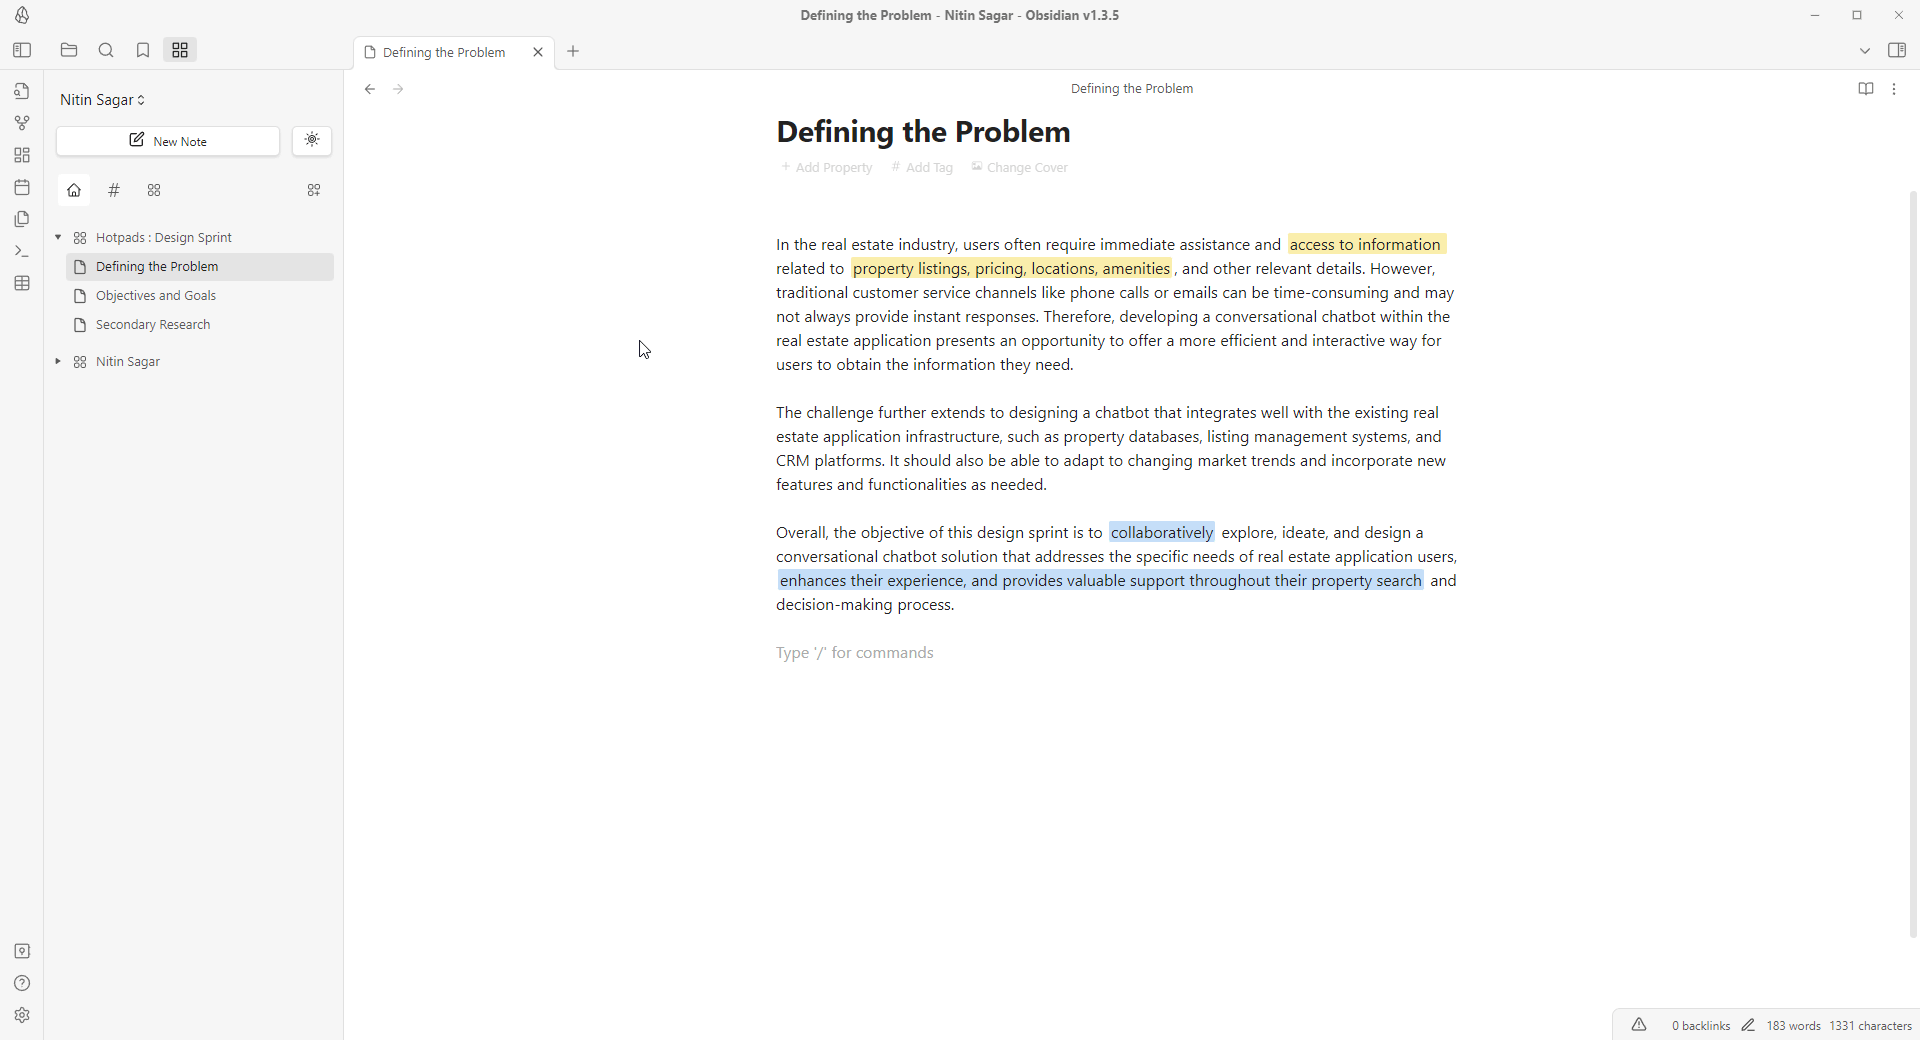 Defining the Problem - Nitin Sagar - Obsidian v1.3.5
Defining the Problem
Nitin Sagar
New Note
Hotpads : Design Sprint
Defining the Problem
Objectives and Goals
Secondary Research
Nitin Sagar
Defining the Problem
Defining the Problem
+ Add Property # Add Tag Change Cover
In the real estate industry, users often require immediate assistance and access to information
related to property listings, pricing, locations, amenities , and other relevant details. However,
traditional customer service channels like phone calls or emails can be time-consuming and may
not always provide instant responses. Therefore, developing a conversational chatbot within the
real estate application presents an opportunity to offer a more efficient and interactive way for
users to obtain the information they need.
The challenge further extends to designing a chatbot that integrates well with the existing real
estate application infrastructure, such as property databases, listing management systems, and
CRM platforms. It should also be able to adapt to changing market trends and incorporate new
features and functionalities as needed.
Overall, the objective of this design sprint is to collaboratively explore, ideate, and design a
conversational chatbot solution that addresses the specific needs of real estate application users,
enhances their experience, and provides valuable support throughout their property search and
decision-making process.
Type '/' for commands
0 backlinks 183 words 1331 characters